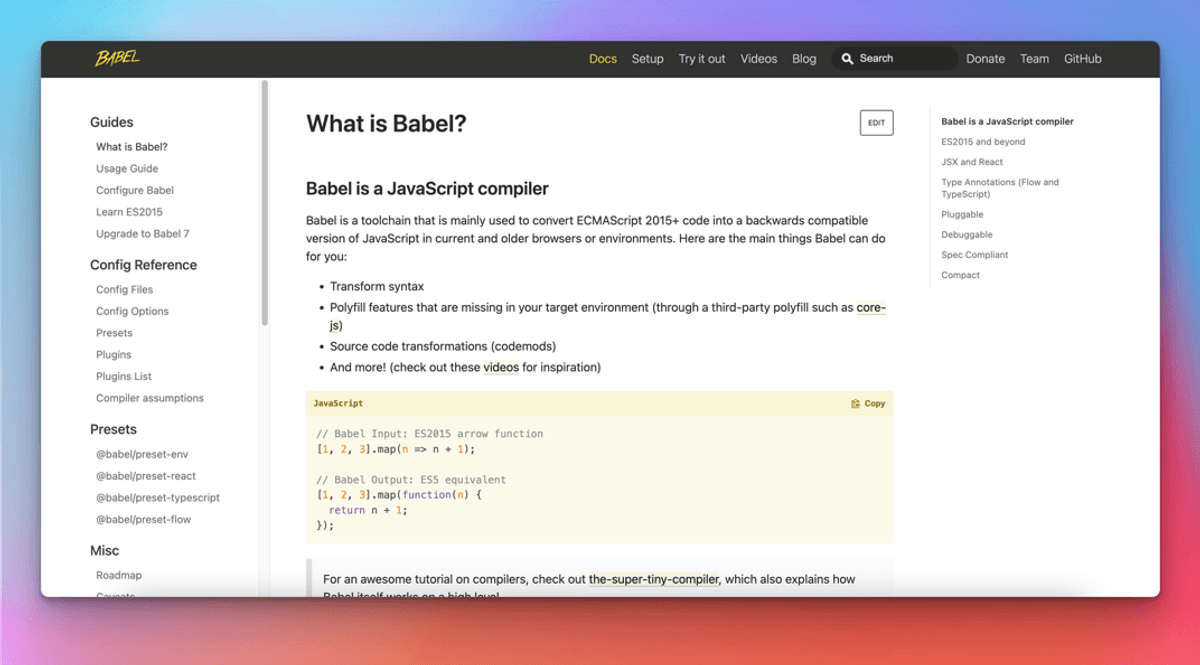 BABEL
Docs Setup Try it out Videos Blog Search Donate Team GitHub
Guides
What is Babel?
Usage Guide
Configure Babel
Learn ES2015
Upgrade to Babel 7
Config Reference
Config Files
Config Options
Presets
Plugins
Plugins List
Compiler assumptions
Presets
@babel/preset-env
@babel/preset-react
@babel/preset-typescript
@babel/preset-flow
Misc
Roadmap
Caveats
What is Babel?
EDIT
Babel is a JavaScript compiler
Babel is a toolchain that is mainly used to convert ECMAScript 2015+ code into a backwards compatible
version of JavaScript in current and older browsers or environments. Here are the main things Babel can do
for you:
• Transform syntax
• Polyfill features that are missing in your target environment (through a third-party polyfill such as core-
js)
• Source code transformations (codemods)
• And more! (check out these videos for inspiration)
JavaScript
Copy
// Babel Input: ES2015 arrow function
[1, 2, 3].map(n => n + 1);
// Babel Output: ES5 equivalent
[1, 2, 3].map(function(n) {
  return n + 1;
});
For an awesome tutorial on compilers, check out the-super-tiny-compiler, which also explains how
Babel itself works on a high level
Babel is a JavaScript compiler
ES2015 and beyond
JSX and React
Type Annotations (Flow and
TypeScript)
Pluggable
Debuggable
Spec Compliant
Compact